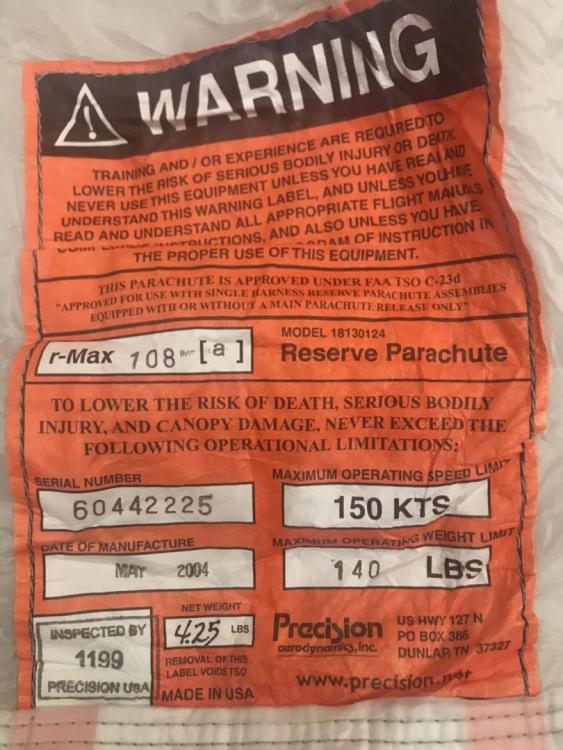 WARNING
TRAINING AND / OR EXPERIENCE ARE REQUIRED TO
LOWER THE RISK OF SERIOUS BODILY INJURY OR DEATH.
NEVER USE THIS EQUIPMENT UNLESS YOU HAVE READ AND
UNDERSTAND THIS WARNING LABEL, AND UNLESS YOU HAVE
READ AND UNDERSTAND ALL APPROPRIATE FLIGHT MANUALS
INSTRUCTIONS, AND ALSO UNLESS YOU HAVE
OF INSTRUCTION IN
THE PROPER USE OF THIS EQUIPMENT.
THIS PARACHUTE IS APPROVED UNDER FAA TSO C-23d
"APPROVED FOR USE WITH SINGLE HARNESS RESERVE PARACHUTE ASSEMBLIES
EQUIPPED WITH OR WITHOUT A MAIN PARACHUTE RELEASE ONLY"
r-Max 108 [a]
MODEL 18130124
Reserve Parachute
TO LOWER THE RISK OF DEATH, SERIOUS BODILY
INJURY, AND CANOPY DAMAGE, NEVER EXCEED THE
FOLLOWING OPERATIONAL LIMITATIONS:
SERIAL NUMBER
60442225
MAXIMUM OPERATING SPEED LIMIT
150 KTS
DATE OF MANUFACTURE
MAY 2004
MAXIMUM OPERATING WEIGHT LIMIT
140 LBS
INSPECTED BY
1199
PRECISION USA
NET WEIGHT
4.25 LBS
REMOVAL OF THIS
LABEL VOIDS TSO
MADE IN USA
Precision
aerodynamics, inc.
US HWY 127 N
PO BOX 386
DUNLAP, TN 37327
www.precision.net